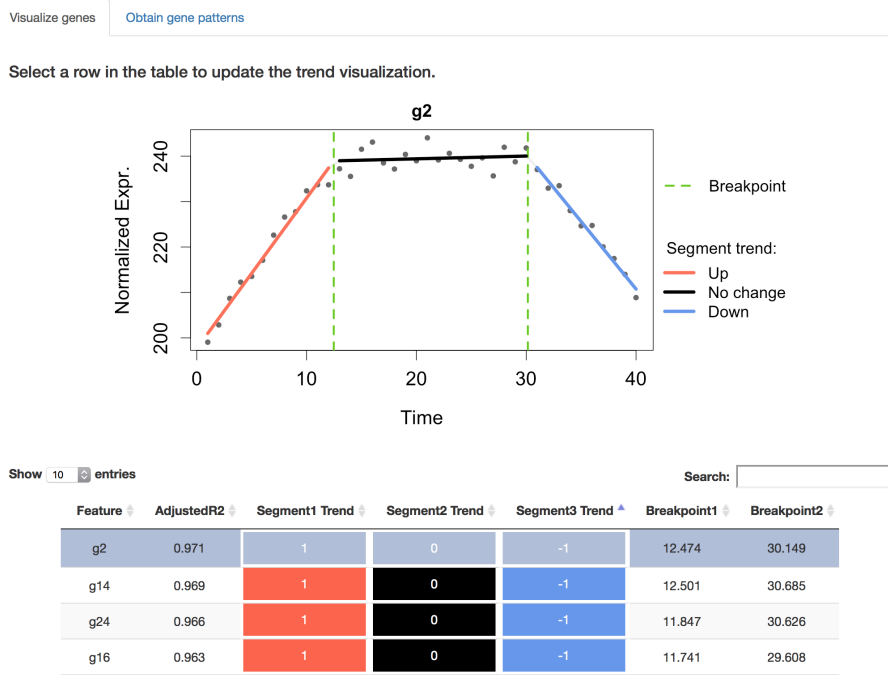 Visualize genes Obtain gene patterns
Select a row in the table to update the trend visualization.
g2
240
220
200
Normalized Expr.
0 10 20 30 40
Time
Breakpoint
Segment trend:
Up
No change
Down
Show 10 entries Search:
Feature AdjustedR2 Segment1 Trend Segment2 Trend Segment3 Trend Breakpoint1 Breakpoint2
g2 0.971 1 0 -1 12.474 30.149
g14 0.969 1 0 -1 12.501 30.685
g24 0.966 1 0 -1 11.847 30.626
g16 0.963 1 0 -1 11.741 29.608